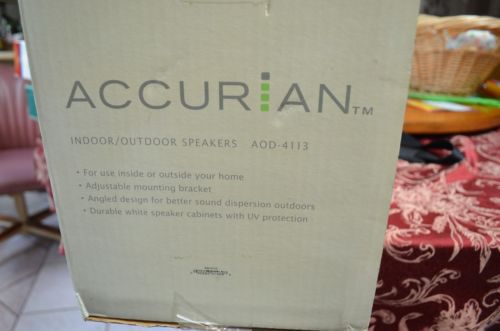 ACCURIAN™
INDOOR/OUTDOOR SPEAKERS AOD-4113
• For use inside or outside your home
• Adjustable mounting bracket
• Angled design for better sound dispersion outdoors
• Durable white speaker cabinets with UV protection